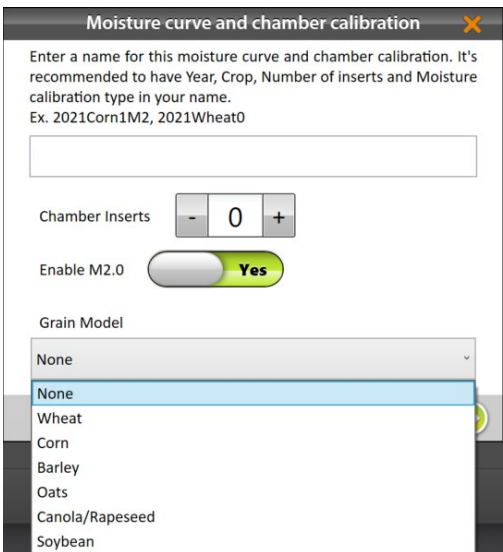 Moisture curve and chamber calibration
Enter a name for this moisture curve and chamber calibration. It's
recommended to have Year, Crop, Number of inserts and Moisture
calibration type in your name.
Ex. 2021Corn1M2, 2021Wheat0
Chamber Inserts - 0 +
Enable M2.0 Yes
Grain Model
None
None
Wheat
Corn
Barley
Oats
Canola/Rapeseed
Soybean